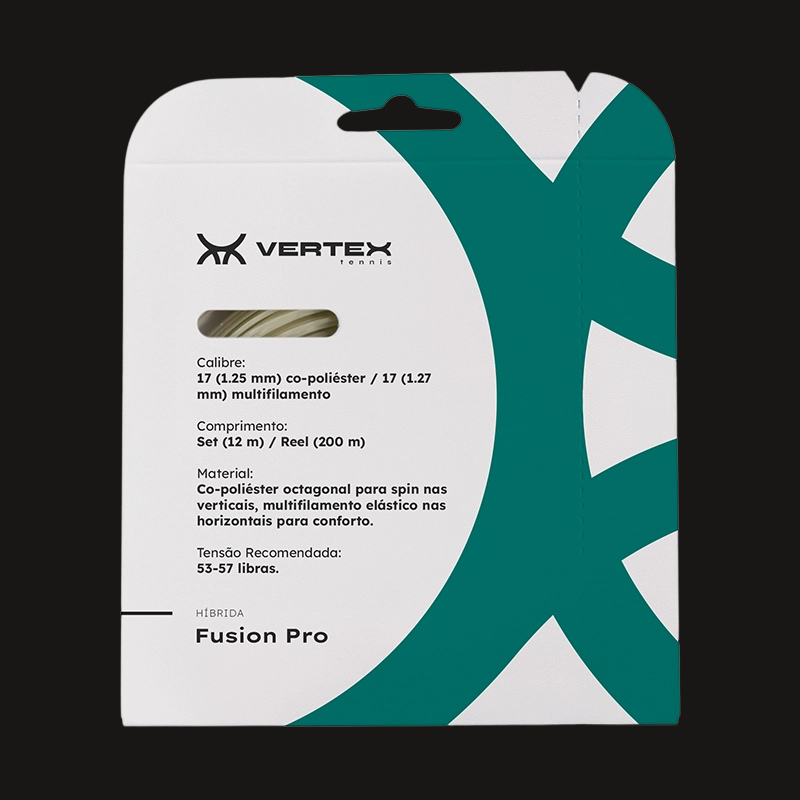 VERTEX
tennis
Calibre:
17 (1.25 mm) co-poliéster / 17 (1.27
mm) multifilamento
Comprimento:
Set (12 m) / Reel (200 m)
Material:
Co-poliéster octagonal para spin nas
verticais, multifilamento elástico nas
horizontais para conforto.
Tensão Recomendada:
53-57 libras.
HÍBRIDA
Fusion Pro